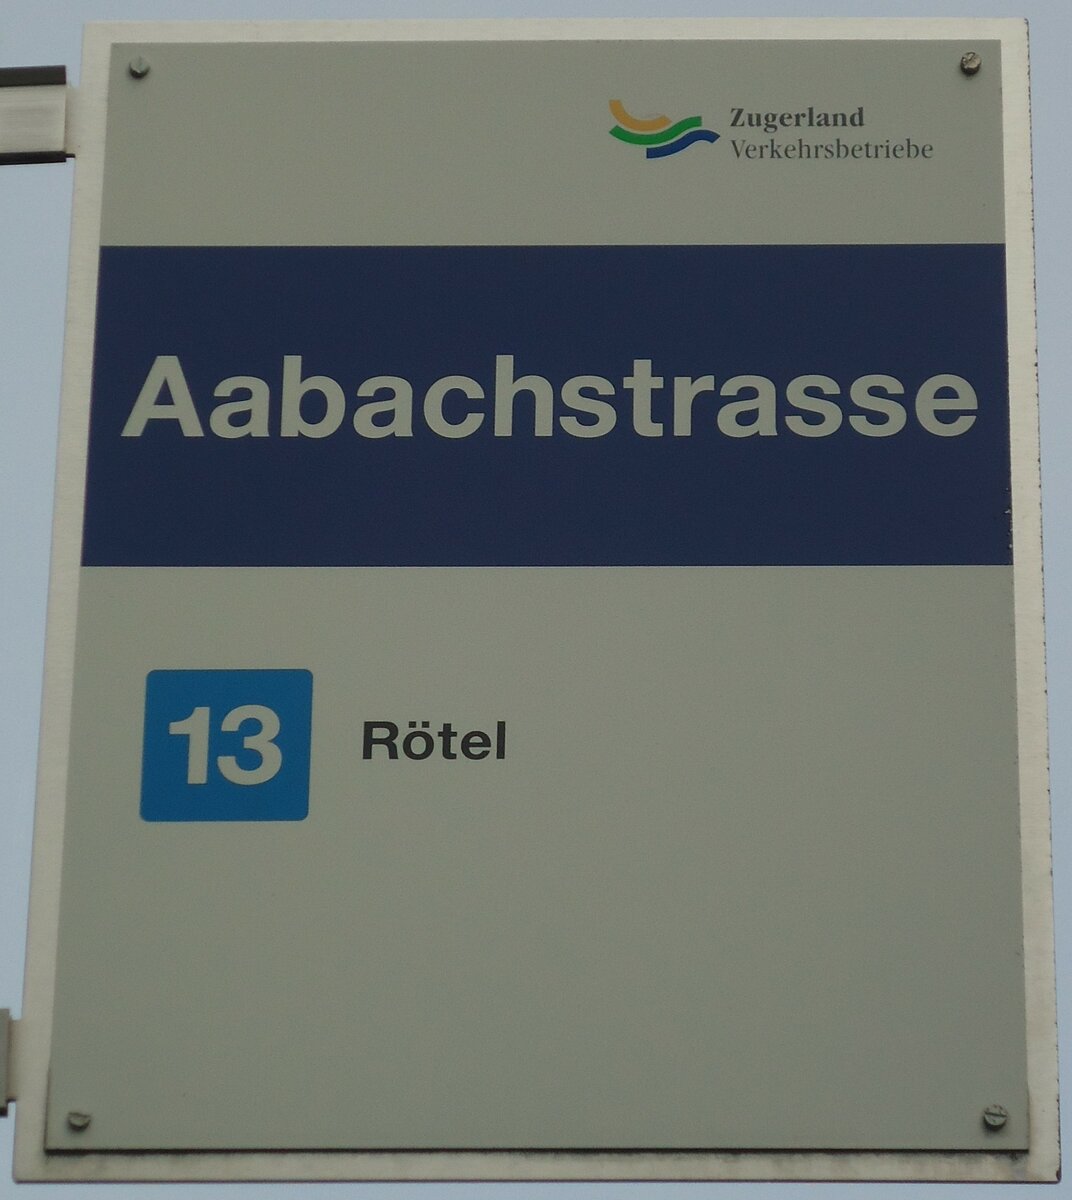 Zugerland
Verkehrsbetriebe
Aabachstrasse
13 Rötel